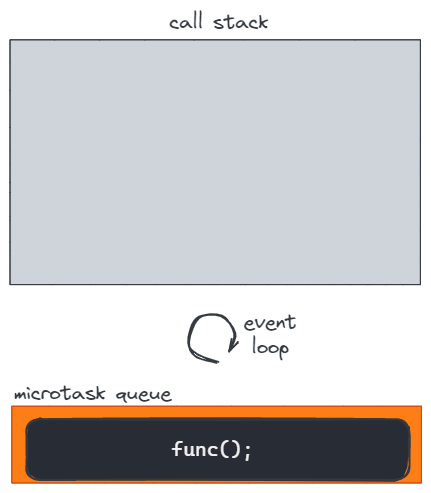 call stack
event
loop
microtask queue
func();